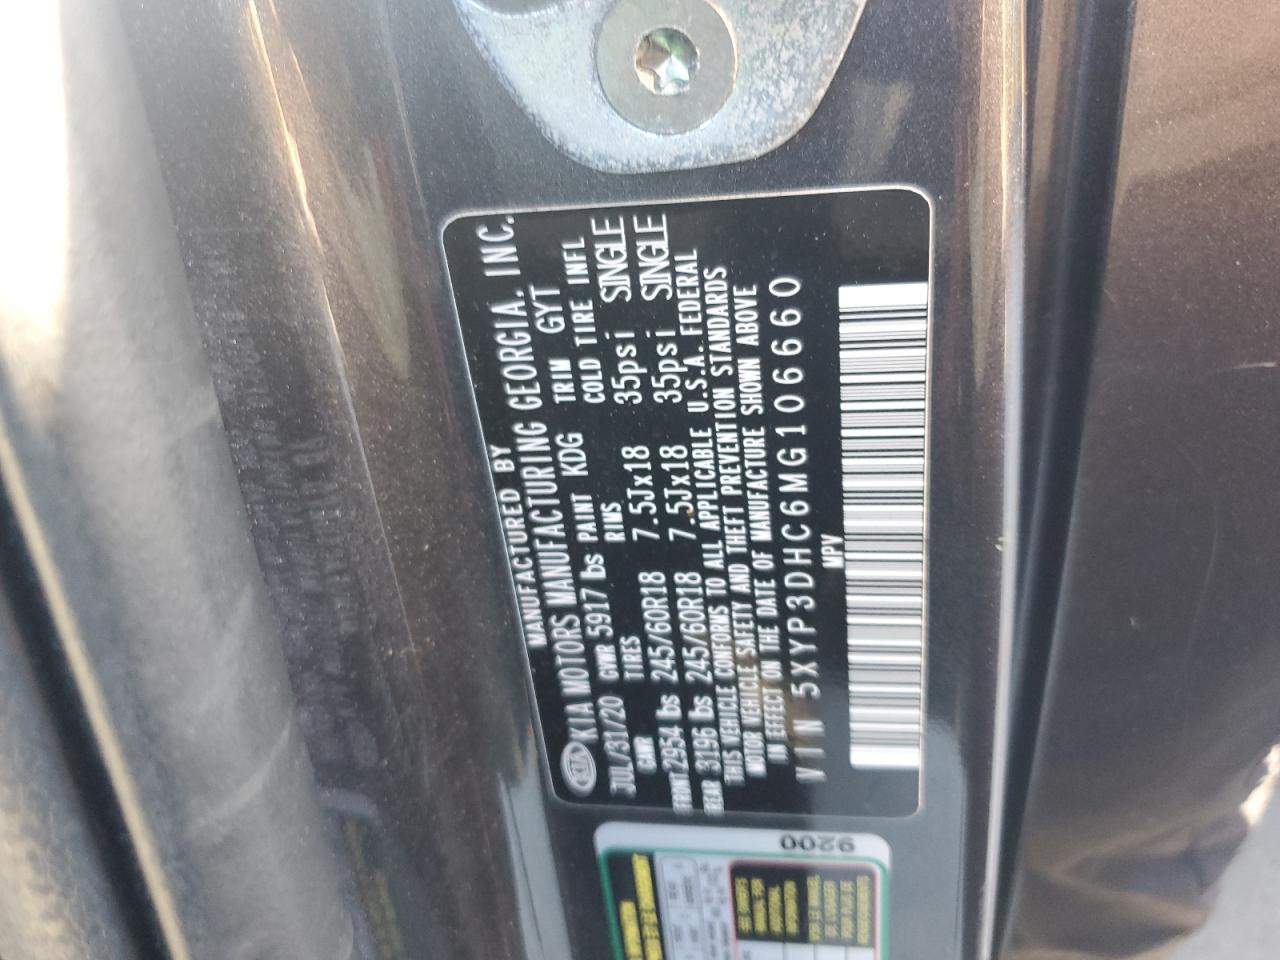 MANUFACTURED BY
KIA KIA MOTORS MANUFACTURING GEORGIA, INC.
JUL/31/20 GVWR 5917 lbs PAINT KDG TRIM GYT
GAWR TIRES RIMS COLD TIRE INFL
FRONT 2954 lbs 245/60R18 7.5Jx18 35psi SINGLE
REAR 3196 lbs 245/60R18 7.5Jx18 35psi SINGLE
THIS VEHICLE CONFORMS TO ALL APPLICABLE U.S.A. FEDERAL
MOTOR VEHICLE SAFETY AND THEFT PREVENTION STANDARDS
IN EFFECT ON THE DATE OF MANUFACTURE SHOWN ABOVE
VIN 5XYP3DHC6MG106660
MPV
9200